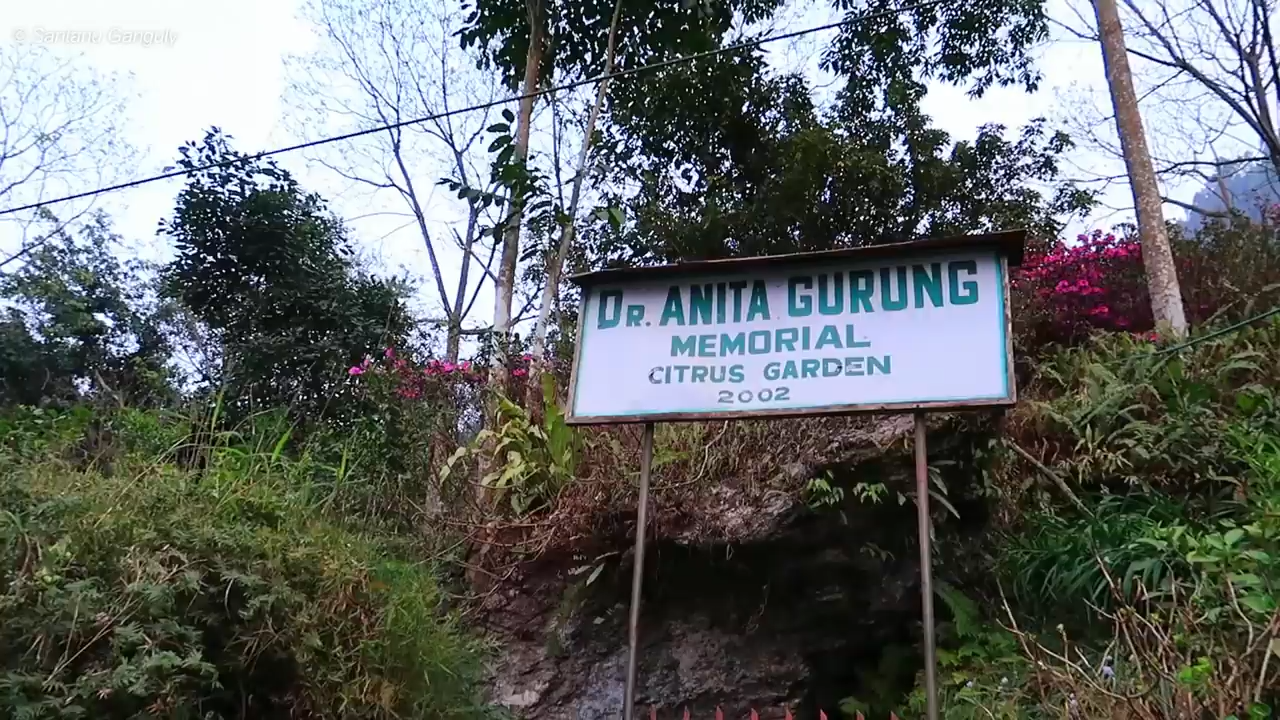 © Santanu Ganguly
DR. ANITA GURUNG
MEMORIAL
CITRUS GARDEN
2002